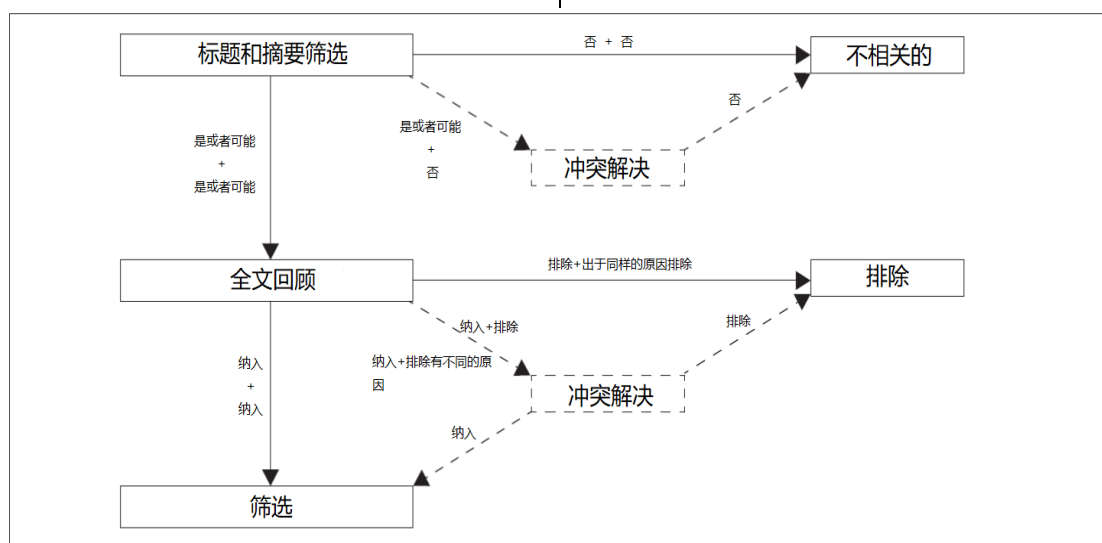 标题和摘要筛选
否 + 否
不相关的
是或者可能
+
否
否
是或者可能
+
是或者可能
冲突解决
全文回顾
排除+出于同样的原因排除
排除
纳入+排除
排除
纳入+排除有不同的原
因
纳入
+
纳入
冲突解决
纳入
筛选